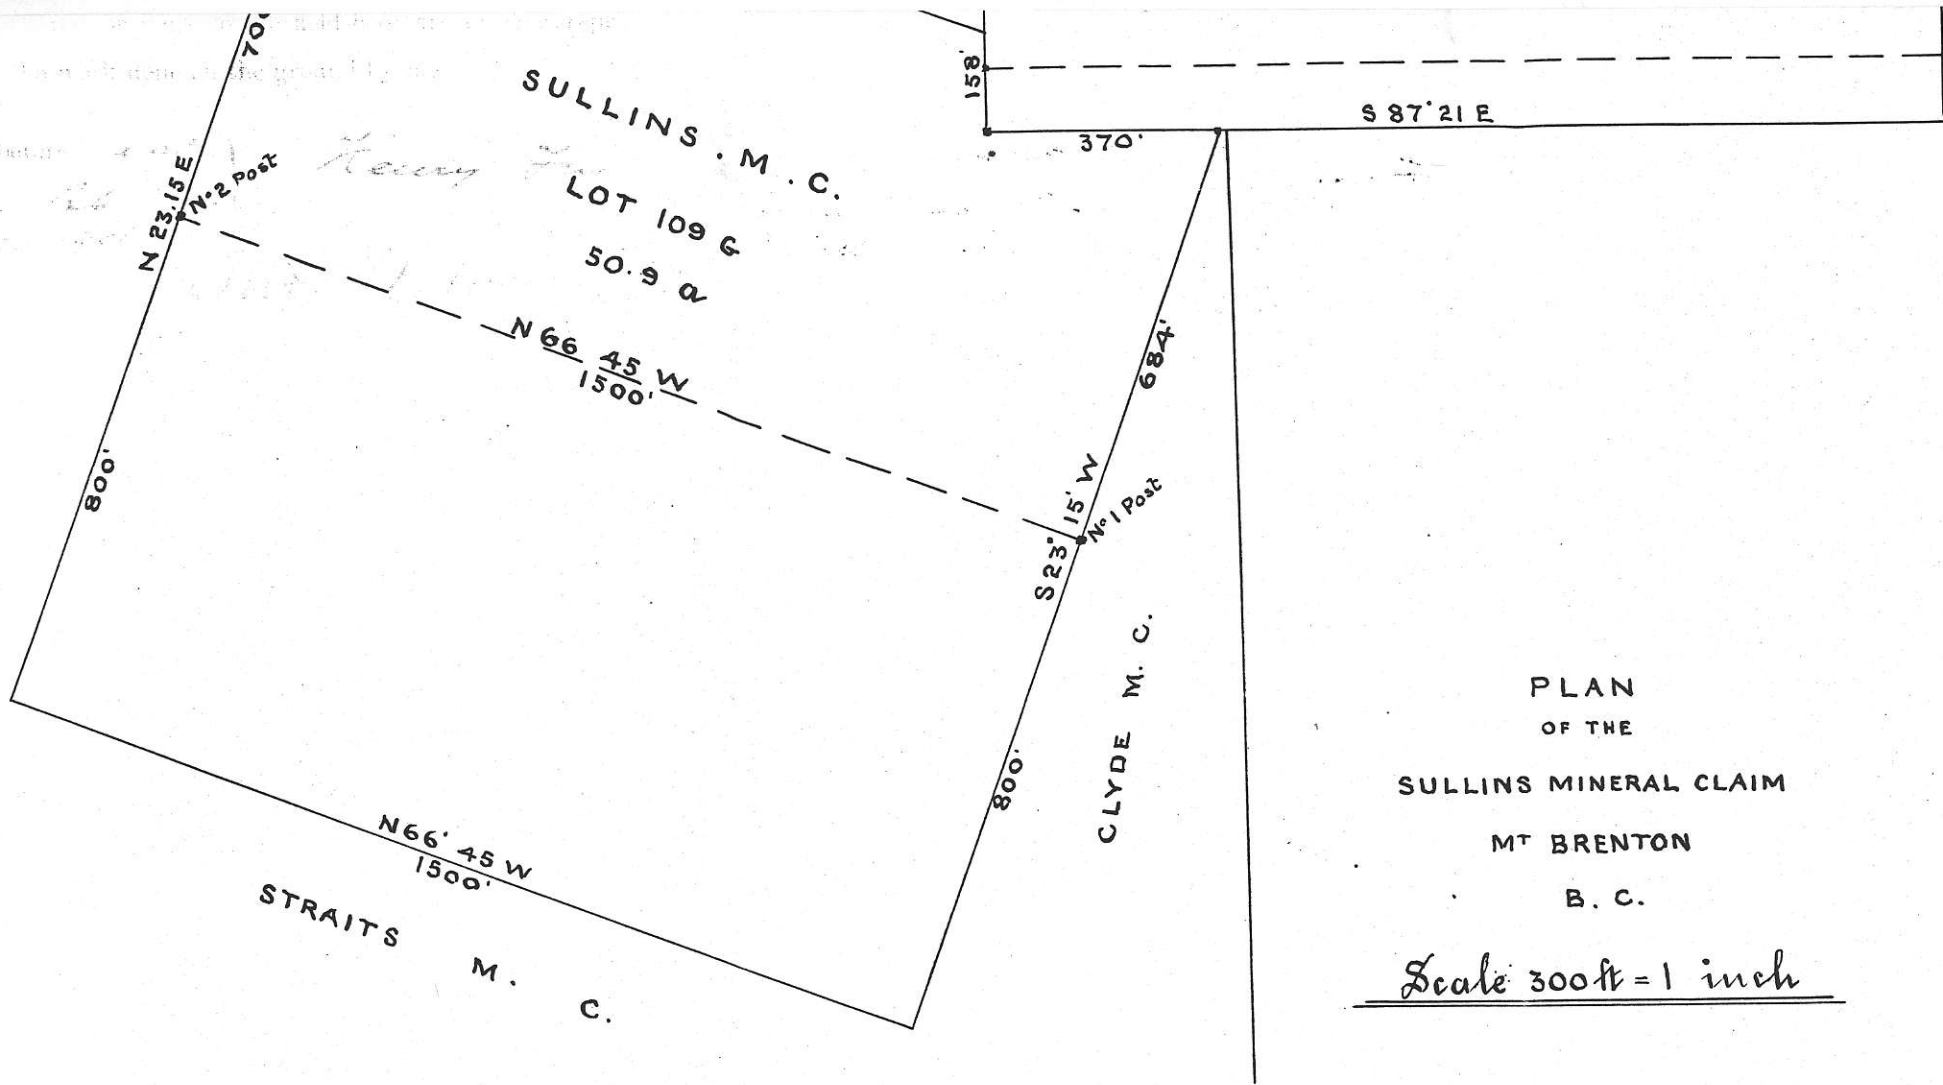 70
158'
S 87°21 E
370'
SULLINS . M . C.
LOT 109 G
50.9 a
N 23.15 E
No 2 Post
Henry
N 66 45 W
1500'
684'
S 23° 15' W
No 1 Post
800'
800'
CLYDE M. C.
N 66° 45 W
1500'
STRAITS M. C.
PLAN
OF THE
SULLINS MINERAL CLAIM
MT BRENTON
B. C.
Scale 300 ft = 1 inch